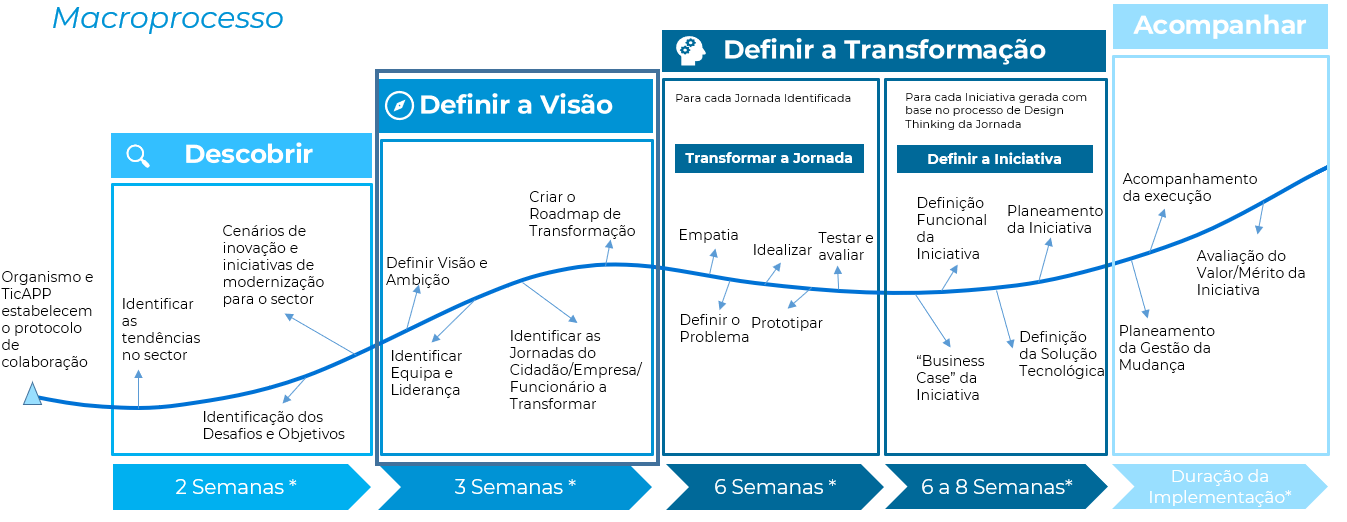 Macroprocesso
Organismo e
TicAPP
estabelecem
o protocolo
de
colaboração
Descobrir
Identificar
as
tendências
no sector
Cenários de
inovação e
iniciativas de
modernização
para o sector
Identificação dos
Desafios e Objetivos
2 Semanas *
Definir a Visão
Definir Visão e
Ambição
Identificar
Equipa e
Liderança
Criar o
Roadmap de
Transformação
Identificar as
Jornadas do
Cidadão/Empresa/
Funcionário a
Transformar
3 Semanas *
Definir a Transformação
Para cada Jornada Identificada
Transformar a Jornada
Empatia
Definir o
Problema
Idealizar
Prototipar
Testar e
avaliar
6 Semanas *
Para cada Iniciativa gerada com
base no processo de Design
Thinking da Jornada
Definir a Iniciativa
Definição
Funcional
da
Iniciativa
Planeamento
da Iniciativa
“Business
Case” da
Iniciativa
Definição
da Solução
Tecnológica
6 a 8 Semanas*
Acompanhar
Acompanhamento
da execução
Planeamento
da Gestão da
Mudança
Avaliação do
Valor/Mérito da
Iniciativa
Duração da
Implementação*